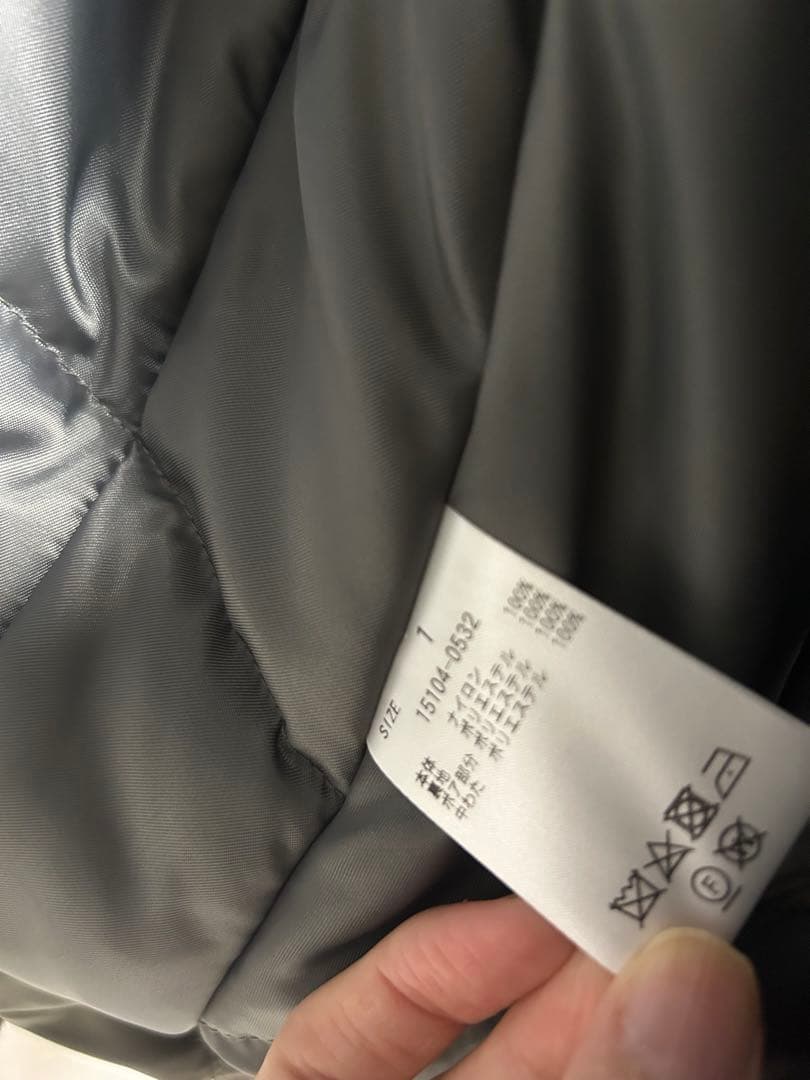 SIZE 1
15104-0532
本体 ナイロン 100%
裏地 ポリエステル 100%
ボア部分 ポリエステル 100%
中わた ポリエステル 100%
F